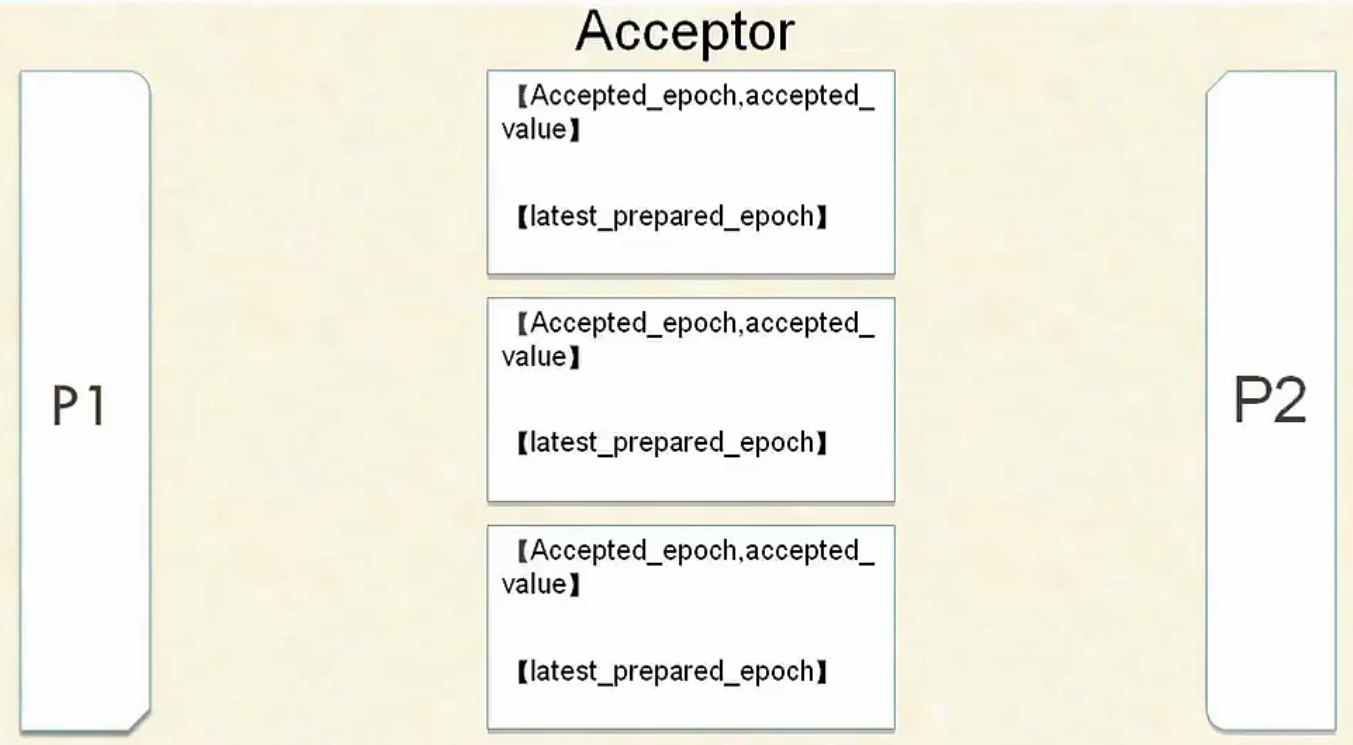 Acceptor
【Accepted_epoch,accepted_
value】
【latest_prepared_epoch】
P1
【Accepted_epoch,accepted_
value】
【latest_prepared_epoch】
P2
【Accepted_epoch,accepted_
value】
【latest_prepared_epoch】